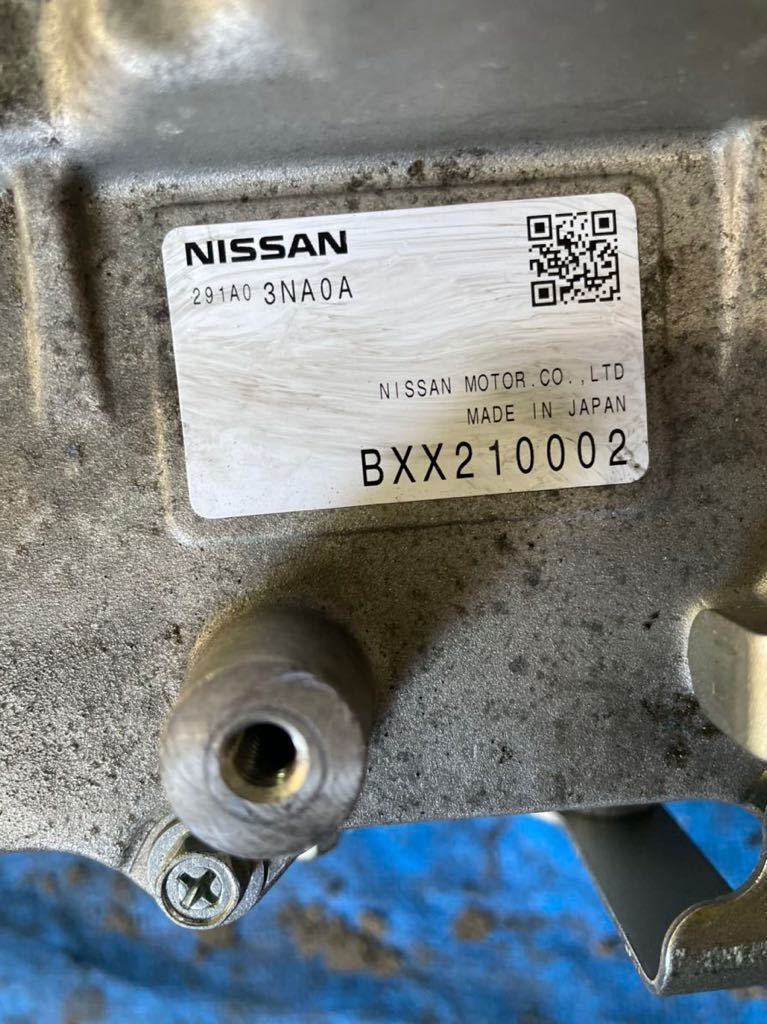 NISSAN
291A0 3NA0A
NISSAN MOTOR.CO.,LTD
MADE IN JAPAN
BXX210002